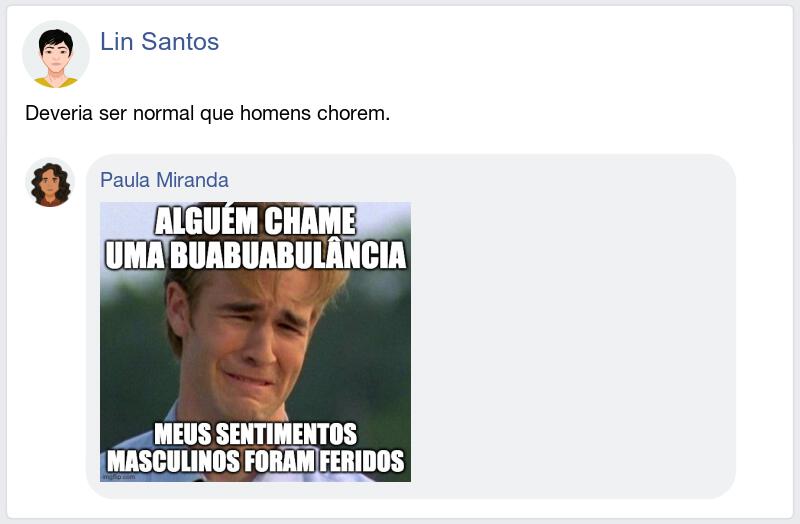 Lin Santos
Deveria ser normal que homens chorem.
Paula Miranda
ALGUÉM CHAME
UMA BUABUABULÂNCIA
MEUS SENTIMENTOS
MASCULINOS FORAM FERIDOS
imgflip.com